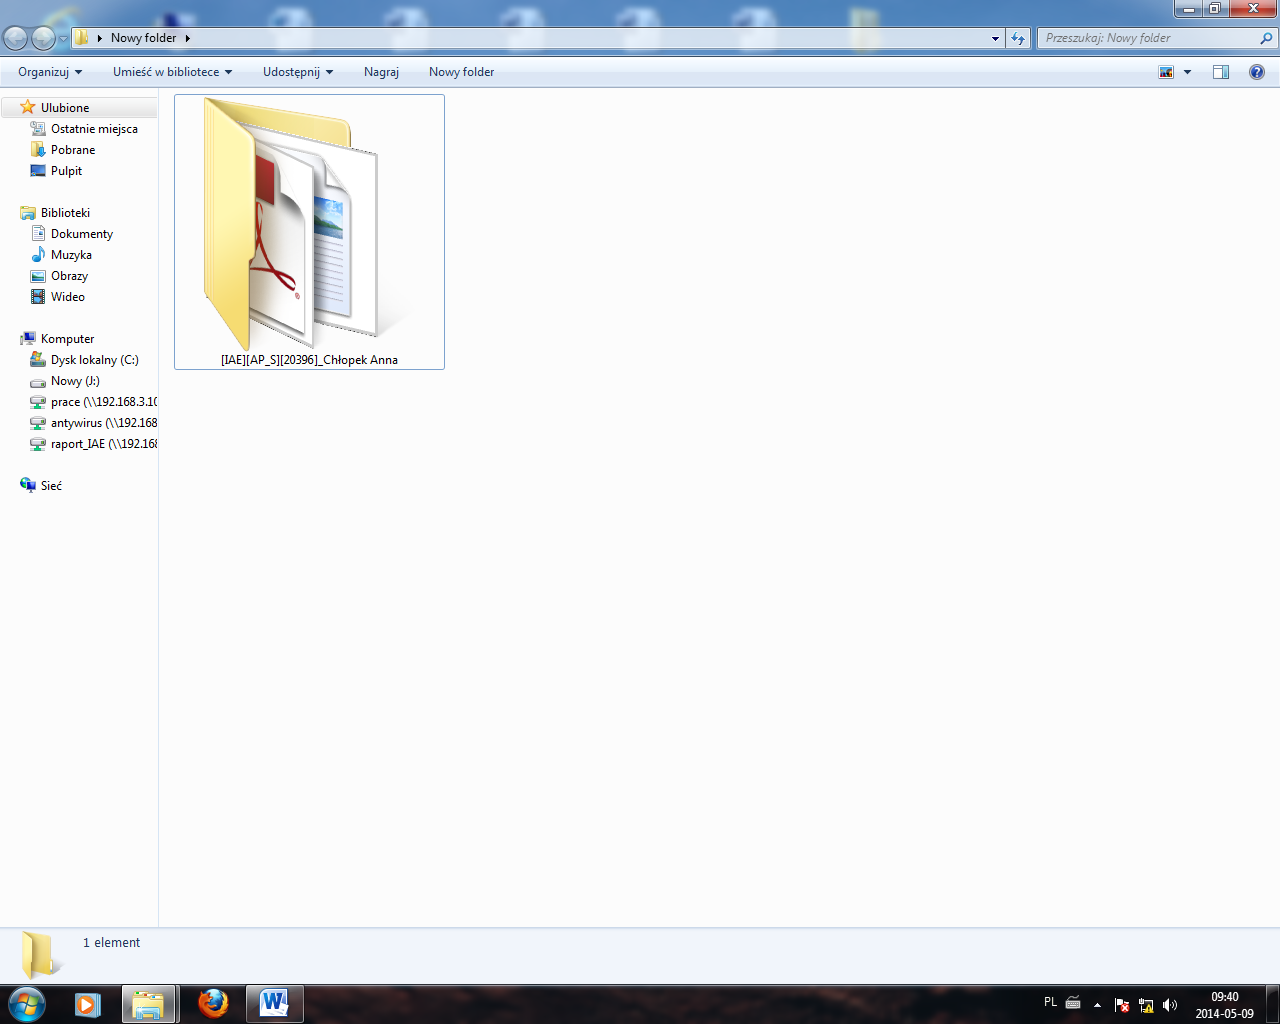 Nowy folder
Przeszukaj: Nowy folder
Organizuj
Umieść w bibliotece
Udostępnij
Nagraj
Nowy folder
Ulubione
Ostatnie miejsca
Pobrane
Pulpit
Biblioteki
Dokumenty
Muzyka
Obrazy
Wideo
Komputer
Dysk lokalny (C:)
Nowy (J:)
prace (\\192.168.3.10
antywirus (\\192.168
raport_IAE (\\192.168
Sieć
[IAE][AP_S][20396]_Chłopek Anna
1 element
PL
09:40
2014-05-09